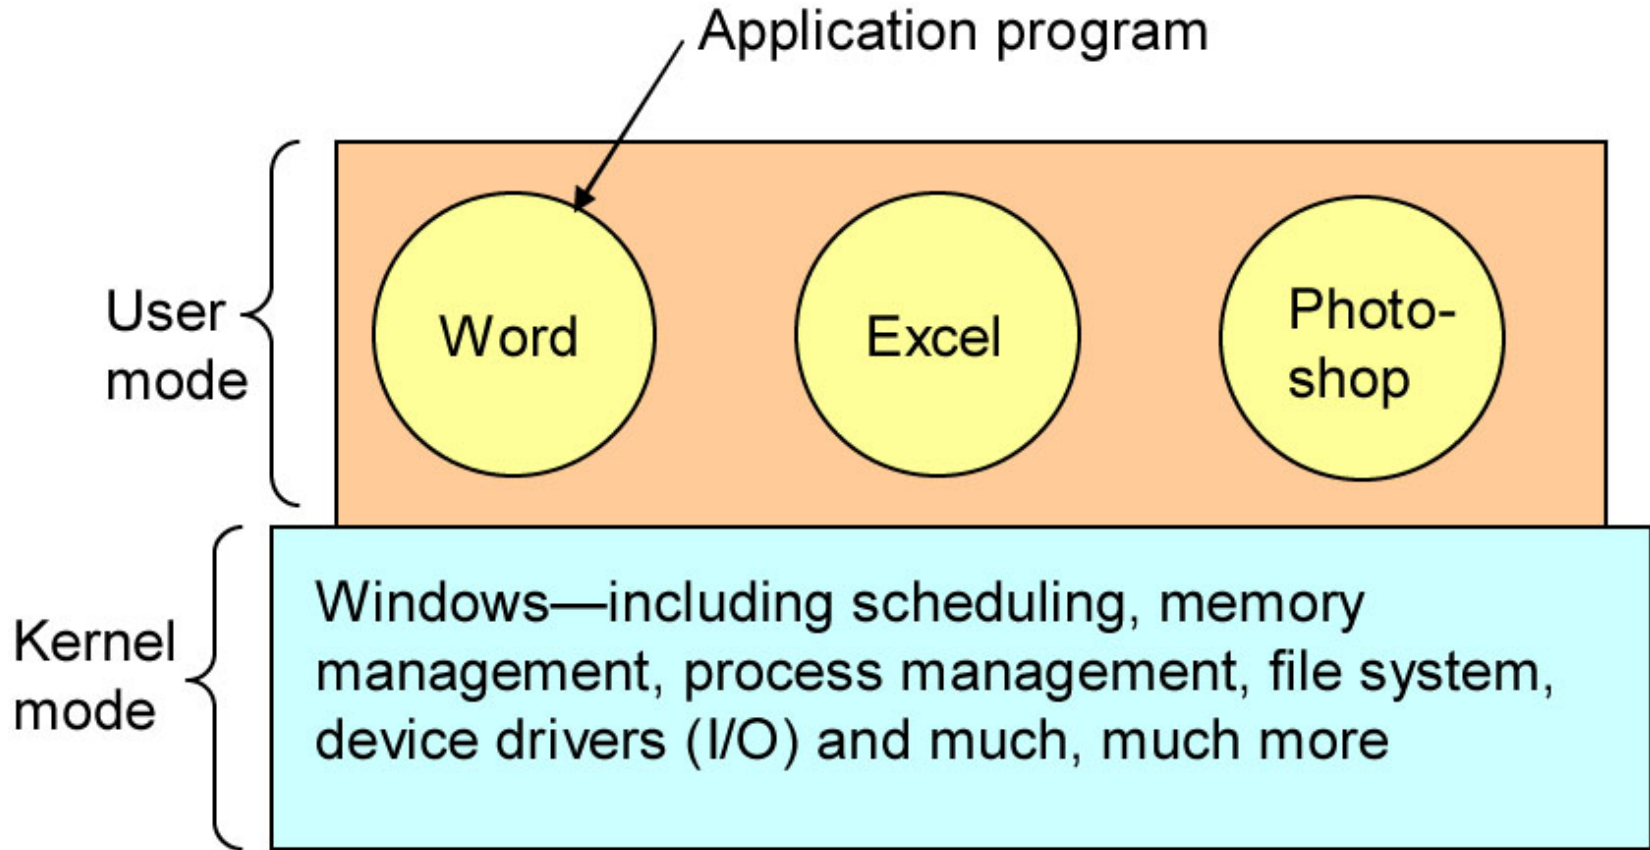 Application program
User
mode
Word
Excel
Photo-
shop
Kernel
mode
Windows—including scheduling, memory
management, process management, file system,
device drivers (I/O) and much, much more